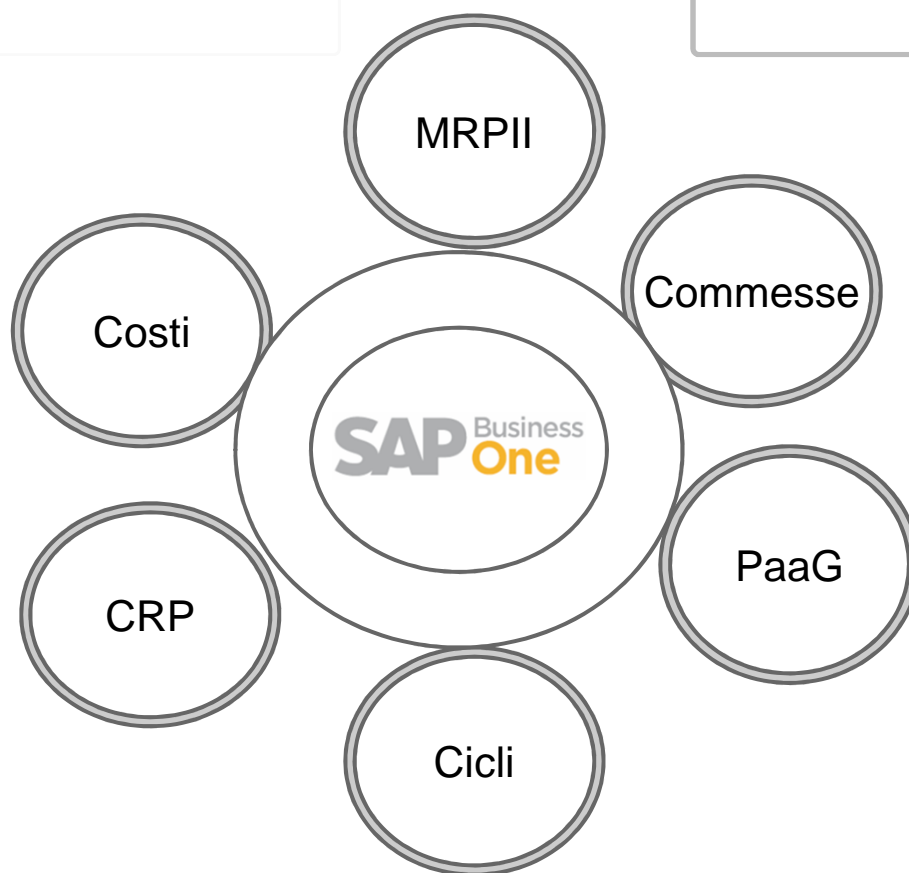 MRPII
Commesse
Costi
SAP Business
One
PaaG
CRP
Cicli